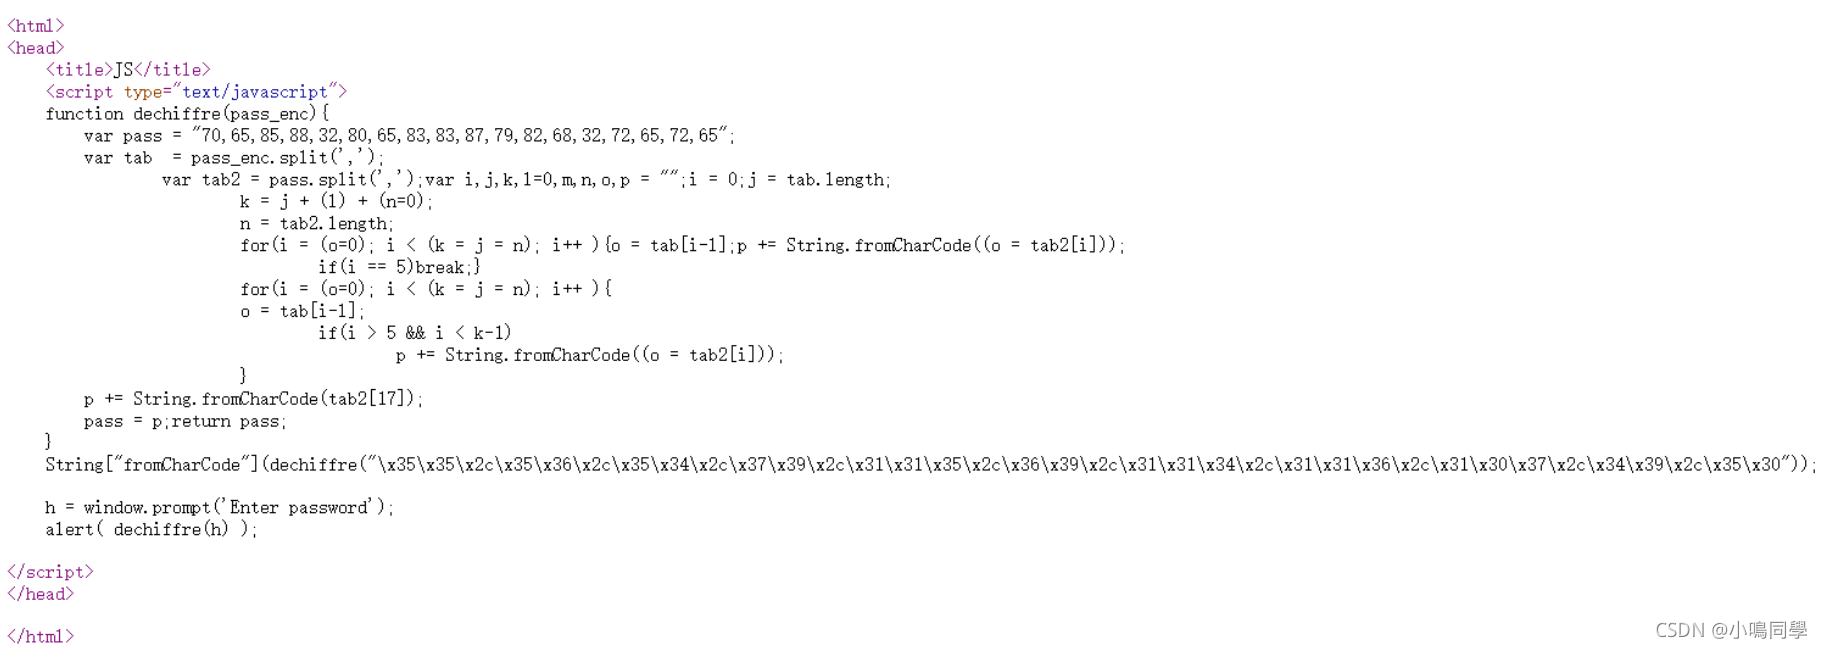 <html>
<head>
    <title>JS</title>
    <script type="text/javascript">
    function dechiffre(pass_enc){
        var pass = "70,65,85,88,32,80,65,83,83,87,79,82,68,32,72,65,72,65";
        var tab  = pass_enc.split(',');
                var tab2 = pass.split(',');var i,j,k,l=0,m,n,o,p = "";i = 0;j = tab.length;
                        k = j + (l) + (n=0);
                        n = tab2.length;
                        for(i = (o=0); i < (k = j = n); i++ ){o = tab[i-1];p += String.fromCharCode((o = tab2[i]));
                                if(i == 5)break;}
                        for(i = (o=0); i < (k = j = n); i++ ){
                        o = tab[i-1];
                                if(i > 5 && i < k-1)
                                        p += String.fromCharCode((o = tab2[i]));
                        }
        p += String.fromCharCode(tab2[17]);
        pass = p;return pass;
    }
    String["fromCharCode"](dechiffre("\x35\x35\x2c\x35\x36\x2c\x35\x34\x2c\x37\x39\x2c\x31\x31\x35\x2c\x36\x39\x2c\x31\x31\x34\x2c\x31\x31\x36\x2c\x31\x30\x37\x2c\x34\x39\x2c\x35\x30"));

    h = window.prompt('Enter password');
    alert( dechiffre(h) );

</script>
</head>

</html>
CSDN @小鳴同學